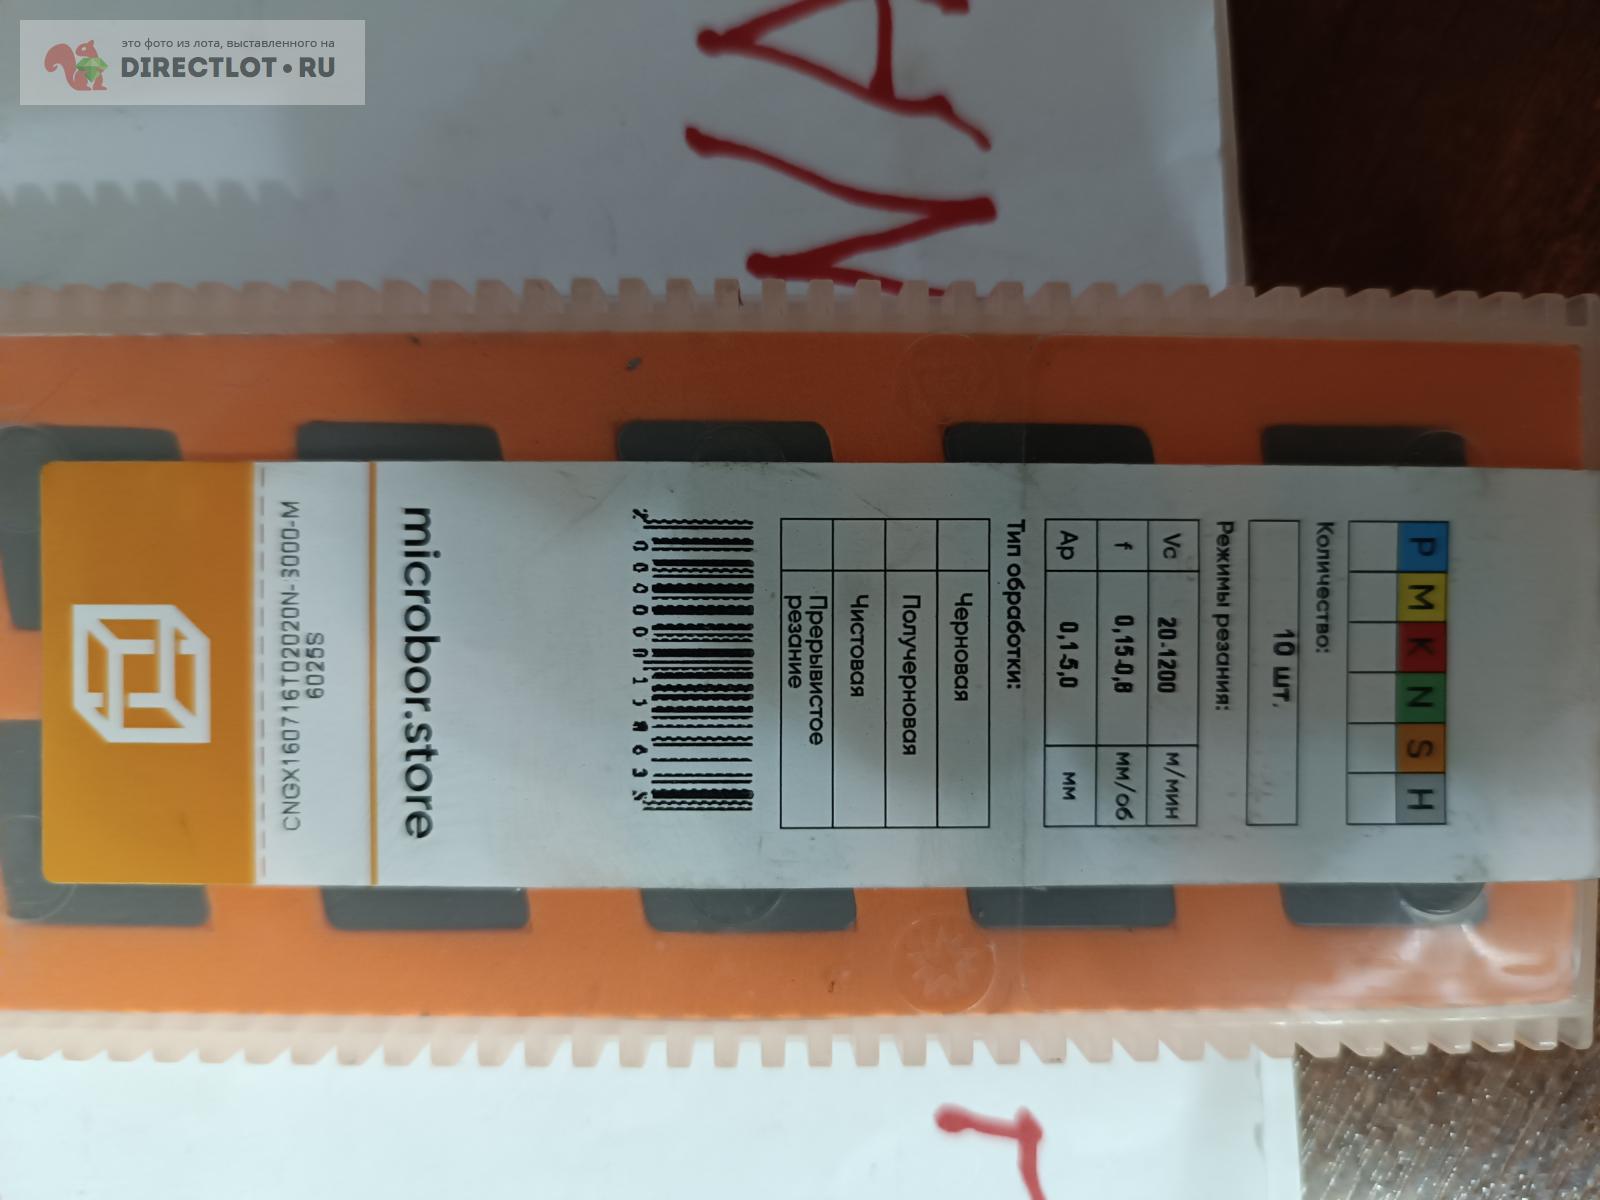 это фото из лота, выставленного на
DIRECTLOT.RU
P M K N S H
Количество:
10 шт.
Режимы резания:
Vc 20-1200 м/мин
f 0,15-0,8 мм/об
Ap 0,1-5,0 мм
Тип обработки:
Черновая
Получерновая
Чистовая
Прерывистое
резание
microbor.store
CNGX160716T02020N-3000-M
6025S